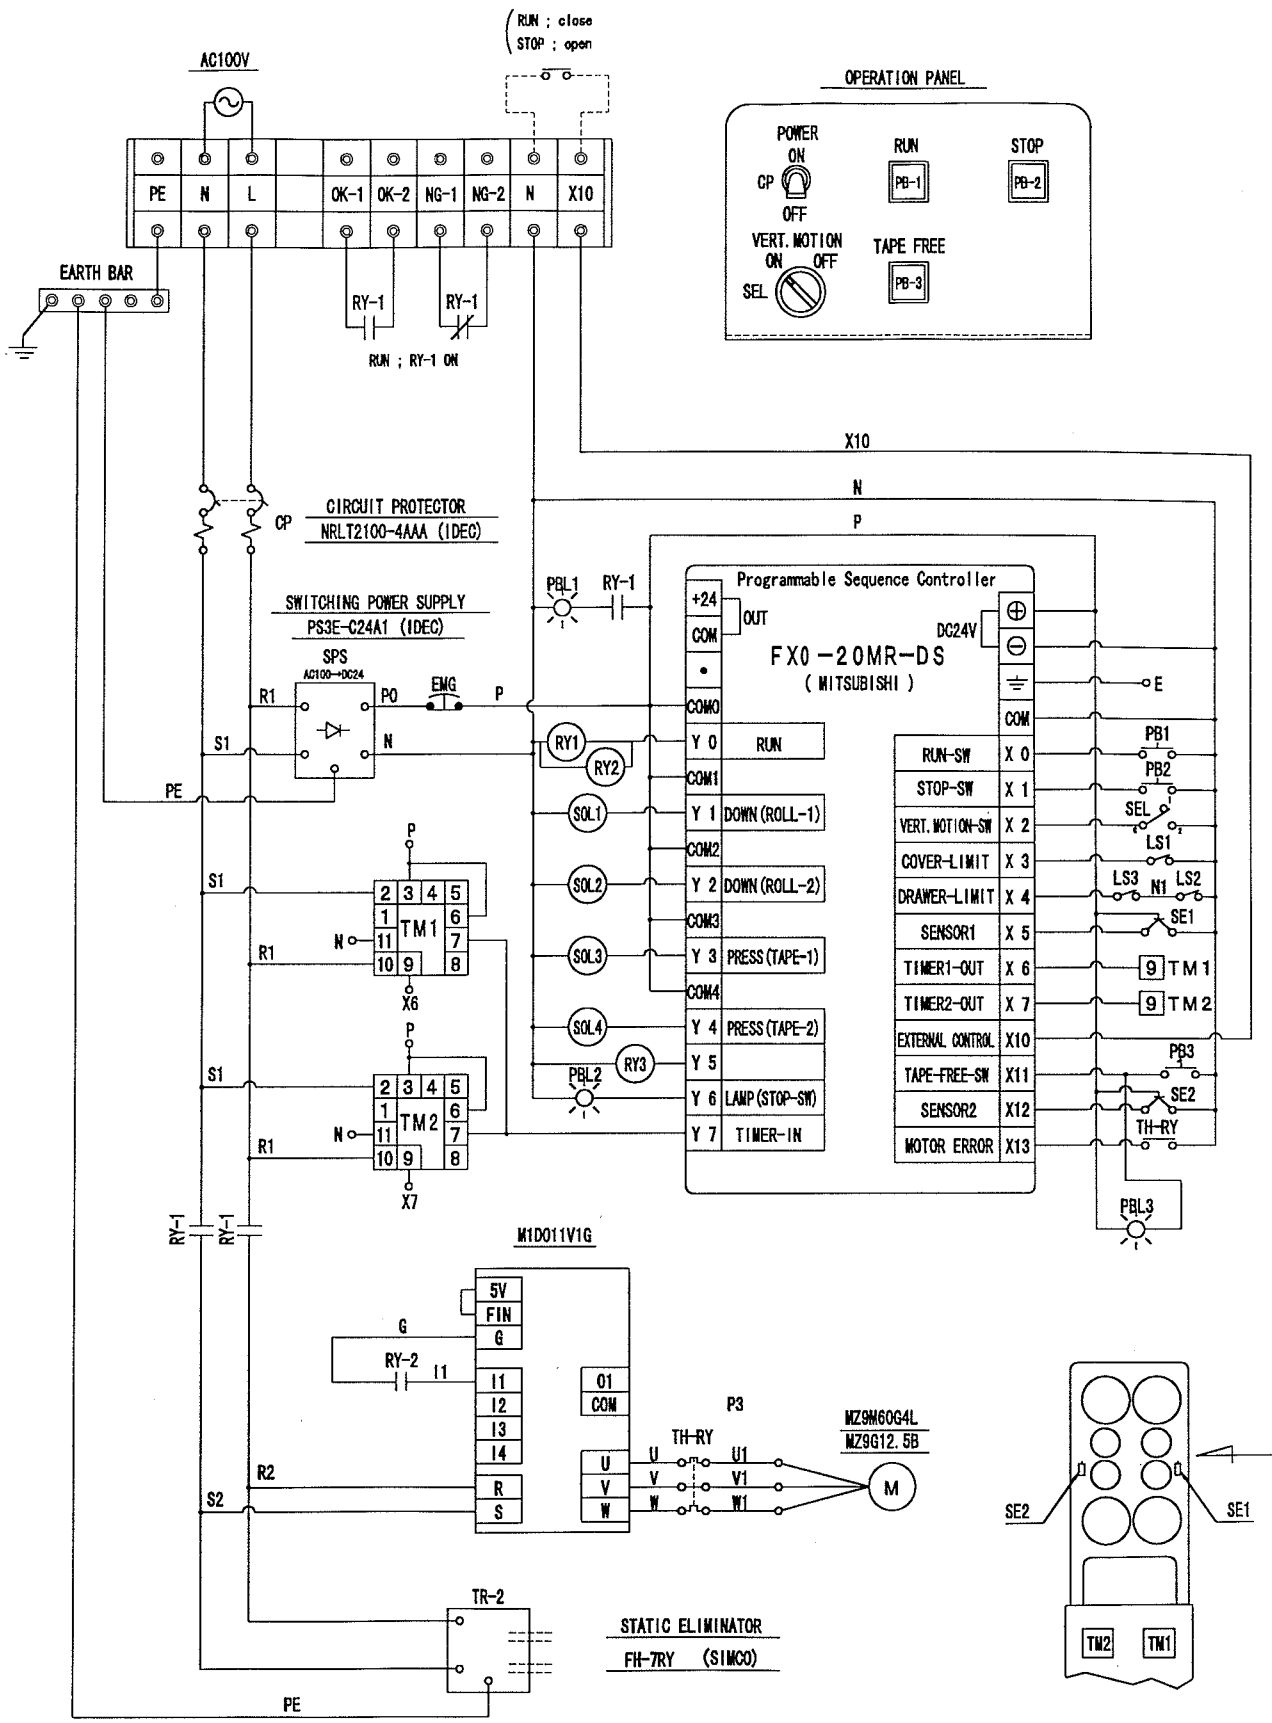 RUN ; close
STOP ; open
AC100V
PE N L OK-1 OK-2 NG-1 NG-2 N X10
EARTH BAR
RY-1 RY-1
RUN ; RY-1 ON
OPERATION PANEL
POWER
ON
CP
OFF
RUN
PB-1
STOP
PB-2
VERT. MOTION
ON OFF
SEL
TAPE FREE
PB-3
X10
N
P
CP
CIRCUIT PROTECTOR
NRLT2100-4AAA (IDEC)
SWITCHING POWER SUPPLY
PS3E-C24A1 (IDEC)
SPS
AC100→DC24
R1
S1
PE
PO
EMG
P
N
PBL1
RY-1
Programmable Sequence Controller
FX0-20MR-DS
( MITSUBISHI )
+24
COM
OUT
COM0
Y 0 RUN
COM1
Y 1 DOWN(ROLL-1)
COM2
Y 2 DOWN(ROLL-2)
COM3
Y 3 PRESS(TAPE-1)
COM4
Y 4 PRESS(TAPE-2)
Y 5
Y 6 LAMP(STOP-SW)
Y 7 TIMER-IN
RY1
RY2
SOL1
SOL2
SOL3
SOL4
RY3
PBL2
DC24V
+
−
E
COM
RUN-SW X 0 PB1
STOP-SW X 1 PB2
VERT. MOTION-SW X 2 SEL
COVER-LIMIT X 3 LS1
DRAWER-LIMIT X 4 LS3 N1 LS2
SENSOR1 X 5 SE1
TIMER1-OUT X 6 9 TM1
TIMER2-OUT X 7 9 TM2
EXTERNAL CONTROL X10
TAPE-FREE-SW X11 PB3
SENSOR2 X12 SE2
MOTOR ERROR X13 TH-RY
PBL3
P
S1
2 3 4 5
1 TM1 6
N 11 7
R1
10 9 8
X6
P
S1
2 3 4 5
1 TM2 6
N 11 7
R1
10 9 8
X7
RY-1 RY-1
M1D011V1G
5V
FIN
G
G
RY-2
I1
I1
I2
I3
I4
O1
COM
R2
R
S2
S
U
V
W
U
V
W
TH-RY
U1
V1
W1
P3
MZ9M60G4L
MZ9G12.5B
M
TR-2
STATIC ELIMINATOR
FH-7RY (SIMCO)
PE
SE2
SE1
TM2 TM1